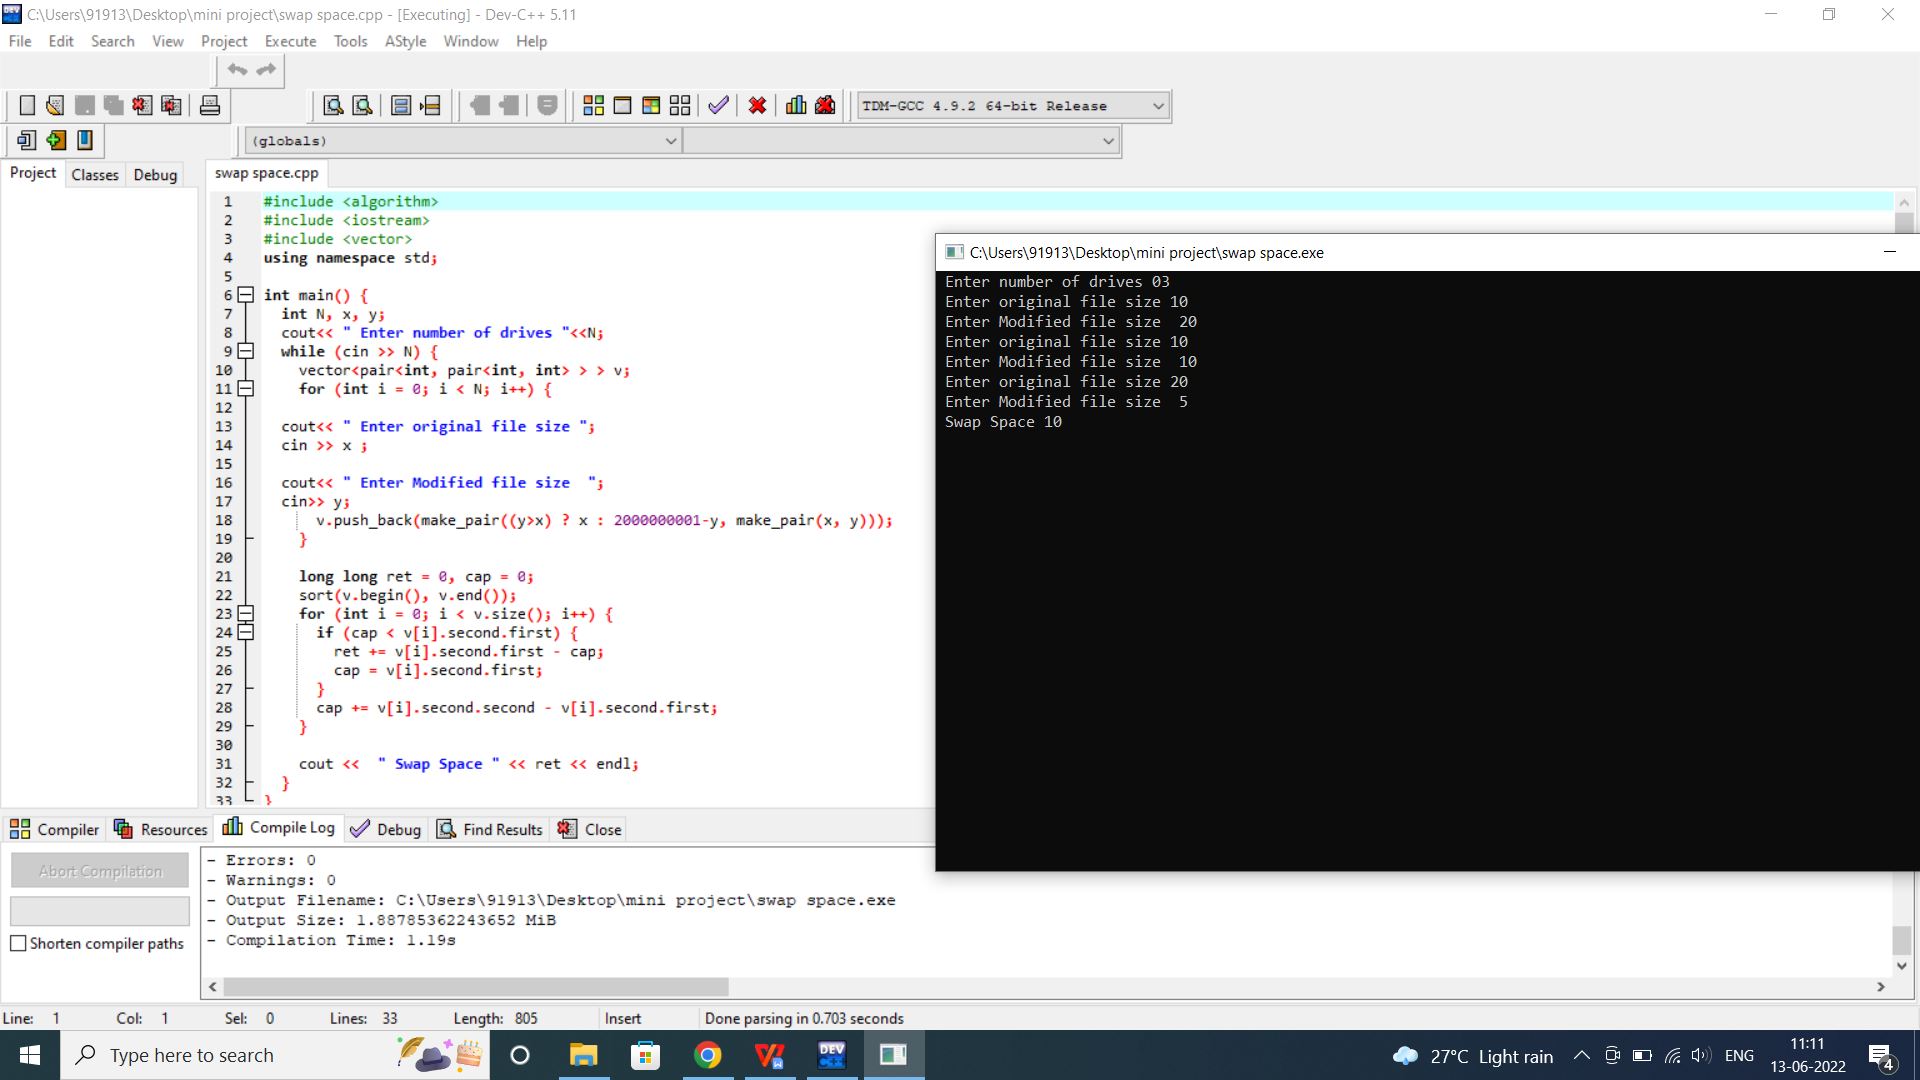 C:\Users\91913\Desktop\mini project\swap space.cpp - [Executing] - Dev-C++ 5.11
File Edit Search View Project Execute Tools AStyle Window Help
TDM-GCC 4.9.2 64-bit Release
(globals)
Project Classes Debug
swap space.cpp
1 #include <algorithm>
2 #include <iostream>
3 #include <vector>
4 using namespace std;
5
6 int main() {
7 int N, x, y;
8 cout<< " Enter number of drives "<<N;
9 while (cin >> N) {
10 vector<pair<int, pair<int, int> > > v;
11 for (int i = 0; i < N; i++) {
12
13 cout<< " Enter original file size ";
14 cin >> x ;
15
16 cout<< " Enter Modified file size  ";
17 cin>> y;
18 v.push_back(make_pair((y>x) ? x : 2000000001-y, make_pair(x, y)));
19 }
20
21 long long ret = 0, cap = 0;
22 sort(v.begin(), v.end());
23 for (int i = 0; i < v.size(); i++) {
24 if (cap < v[i].second.first) {
25 ret += v[i].second.first - cap;
26 cap = v[i].second.first;
27 }
28 cap += v[i].second.second - v[i].second.first;
29 }
30
31 cout <<  " Swap Space " << ret << endl;
32 }
33 }
C:\Users\91913\Desktop\mini project\swap space.exe
Enter number of drives 03
Enter original file size 10
Enter Modified file size  20
Enter original file size 10
Enter Modified file size  10
Enter original file size 20
Enter Modified file size  5
Swap Space 10
Compiler Resources Compile Log Debug Find Results Close
Abort Compilation
Shorten compiler paths
- Errors: 0
- Warnings: 0
- Output Filename: C:\Users\91913\Desktop\mini project\swap space.exe
- Output Size: 1.88785362243652 MiB
- Compilation Time: 1.19s
Line: 1 Col: 1 Sel: 0 Lines: 33 Length: 805 Insert Done parsing in 0.703 seconds
Type here to search
DEV
C++
27°C Light rain
ENG
11:11
13-06-2022
4